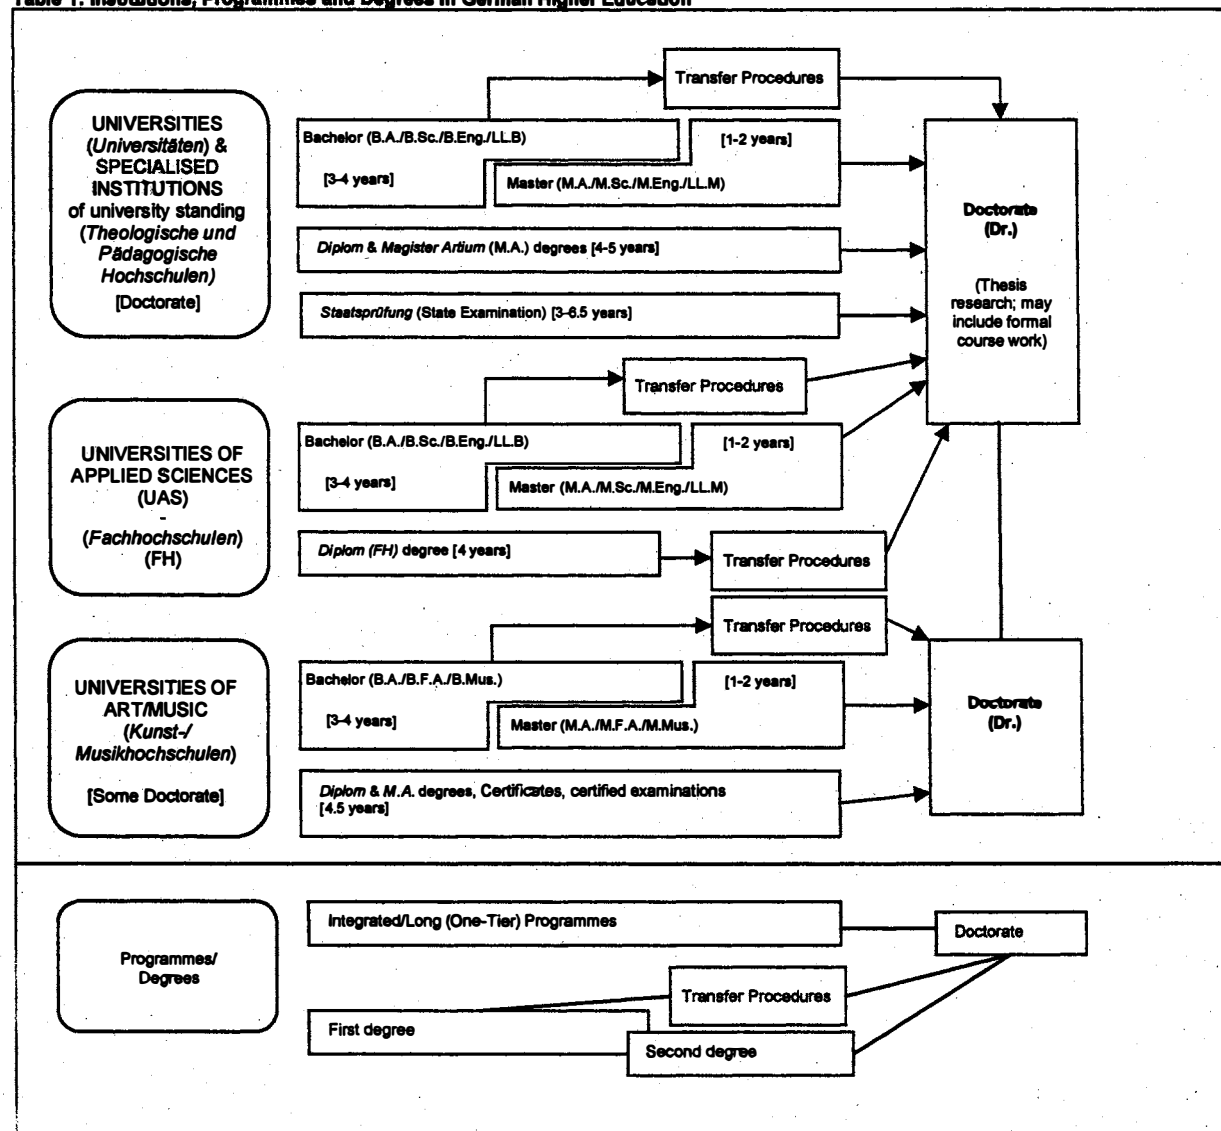 Table 1: Institutions, Programmes and Degrees in German Higher Education
Transfer Procedures
UNIVERSITIES
(Universitäten) &
SPECIALISED
INSTITUTIONS
of university standing
(Theologische und
Pädagogische
Hochschulen)
[Doctorate]
Bachelor (B.A./B.Sc./B.Eng./LL.B)
[3-4 years]
[1-2 years]
Master (M.A./M.Sc./M.Eng./LL.M)
Diplom & Magister Artium (M.A.) degrees [4-5 years]
Staatsprüfung (State Examination) [3-6.5 years]
Doctorate
(Dr.)
(Thesis
research; may
include formal
course work)
Transfer Procedures
UNIVERSITIES OF
APPLIED SCIENCES
(UAS)
-
(Fachhochschulen)
(FH)
Bachelor (B.A./B.Sc./B.Eng./LL.B)
[3-4 years]
[1-2 years]
Master (M.A./M.Sc./M.Eng./LL.M)
Diplom (FH) degree [4 years]
Transfer Procedures
Transfer Procedures
UNIVERSITIES OF
ART/MUSIC
(Kunst-/
Musikhochschulen)
[Some Doctorate]
Bachelor (B.A./B.F.A./B.Mus.)
[3-4 years]
[1-2 years]
Master (M.A./M.F.A./M.Mus.)
Diplom & M.A. degrees, Certificates, certified examinations
[4.5 years]
Doctorate
(Dr.)
Programmes/
Degrees
Integrated/Long (One-Tier) Programmes
Doctorate
Transfer Procedures
First degree
Second degree